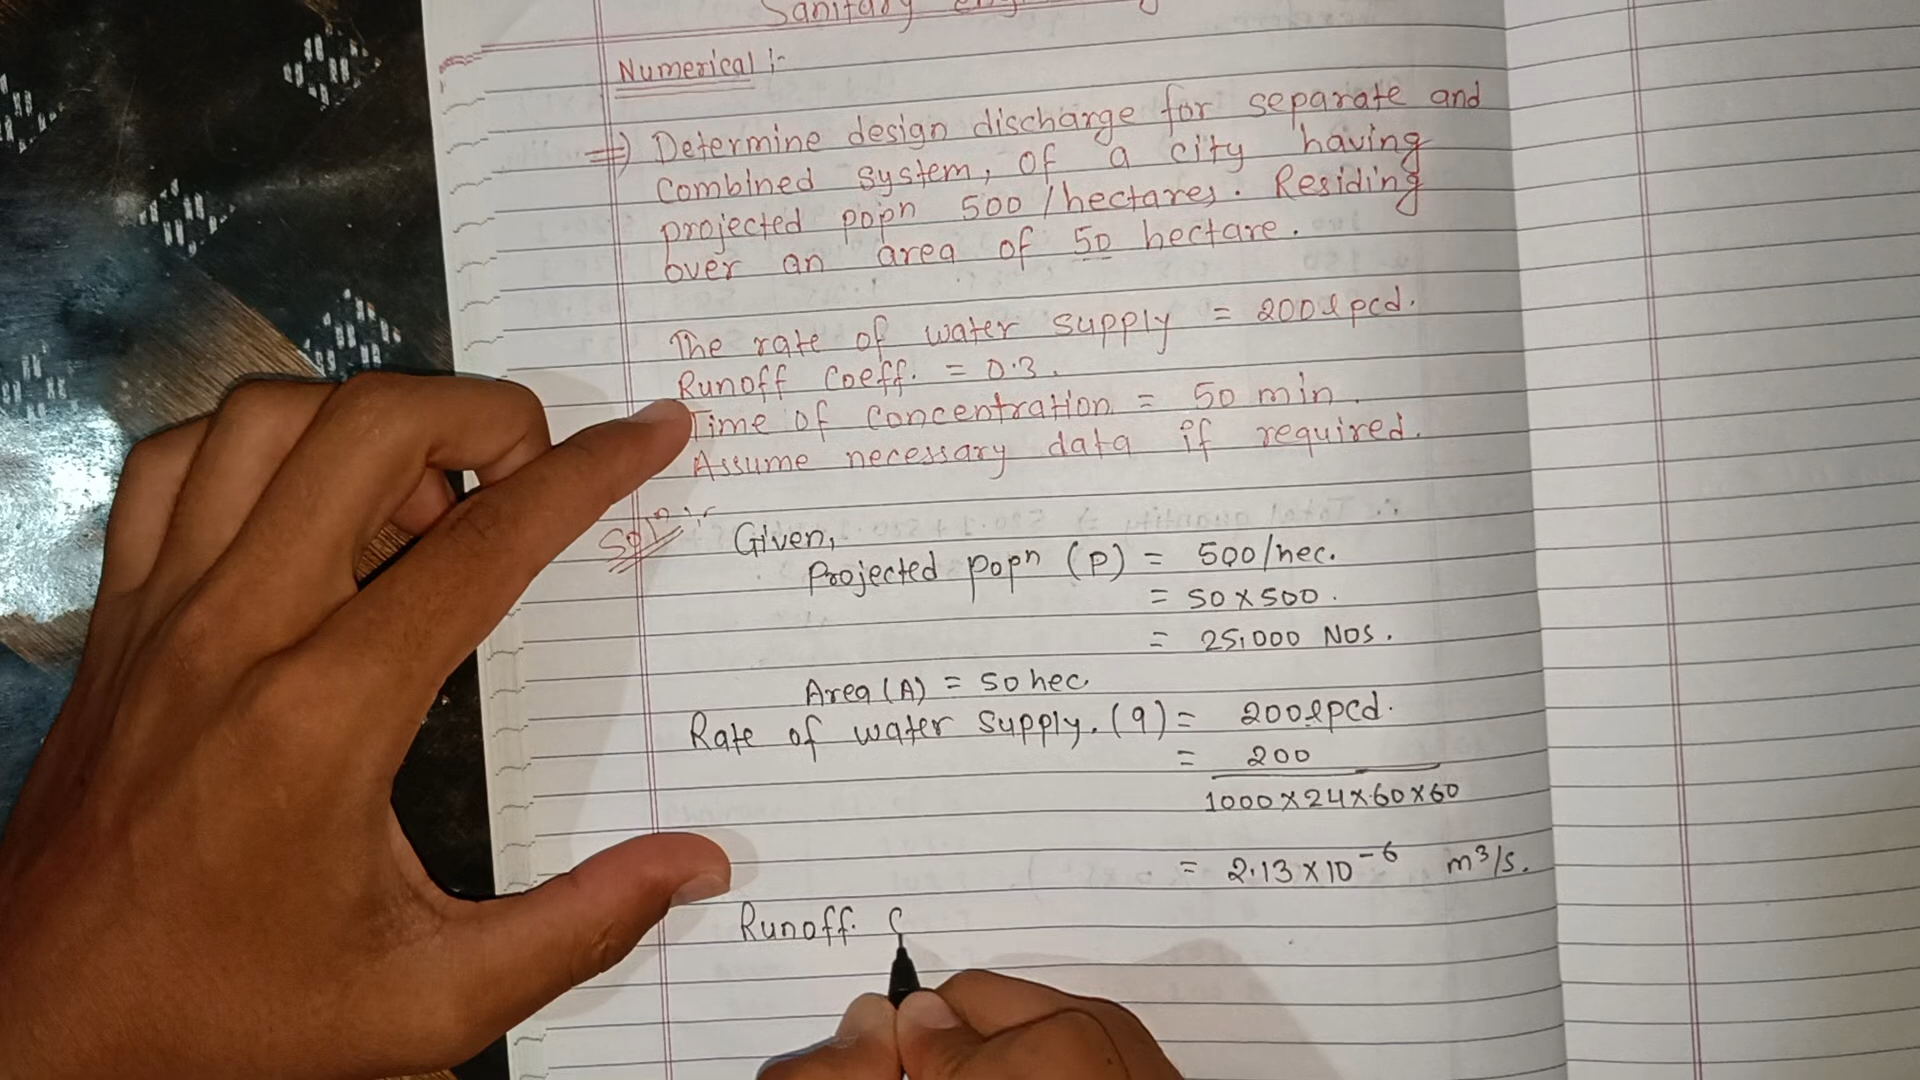 Sanitary
Numerical :-
⇒) Determine design discharge for separate and
combined system, of a city having
projected popn 500 /hectares. Residing
over an area of 50 hectare.
The rate of water supply = 200 l pcd.
Runoff Coeff. = 0.3.
Time of Concentration = 50 min.
Assume necessary data if required.
Soln :-
Given,
Projected popn (P) = 500/hec.
= 50 x 500.
= 25,000 Nos.
Area (A) = 50 hec.
Rate of water supply. (q) = 200 lpcd.
= 200
1000 x 24 x 60 x 60
= 2.13 x 10⁻⁶ m³/s.
Runoff. C